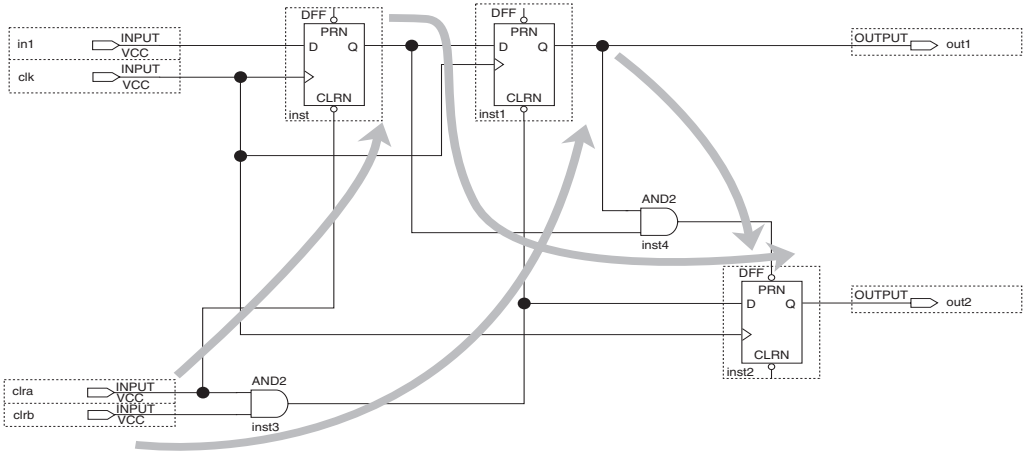 DFF
PRN
D Q
CLRN
inst
DFF
PRN
D Q
CLRN
inst1
in1
INPUT
VCC
clk
INPUT
VCC
OUTPUT
out1
AND2
inst4
DFF
PRN
D Q
CLRN
inst2
OUTPUT
out2
clra
INPUT
VCC
clrb
INPUT
VCC
AND2
inst3